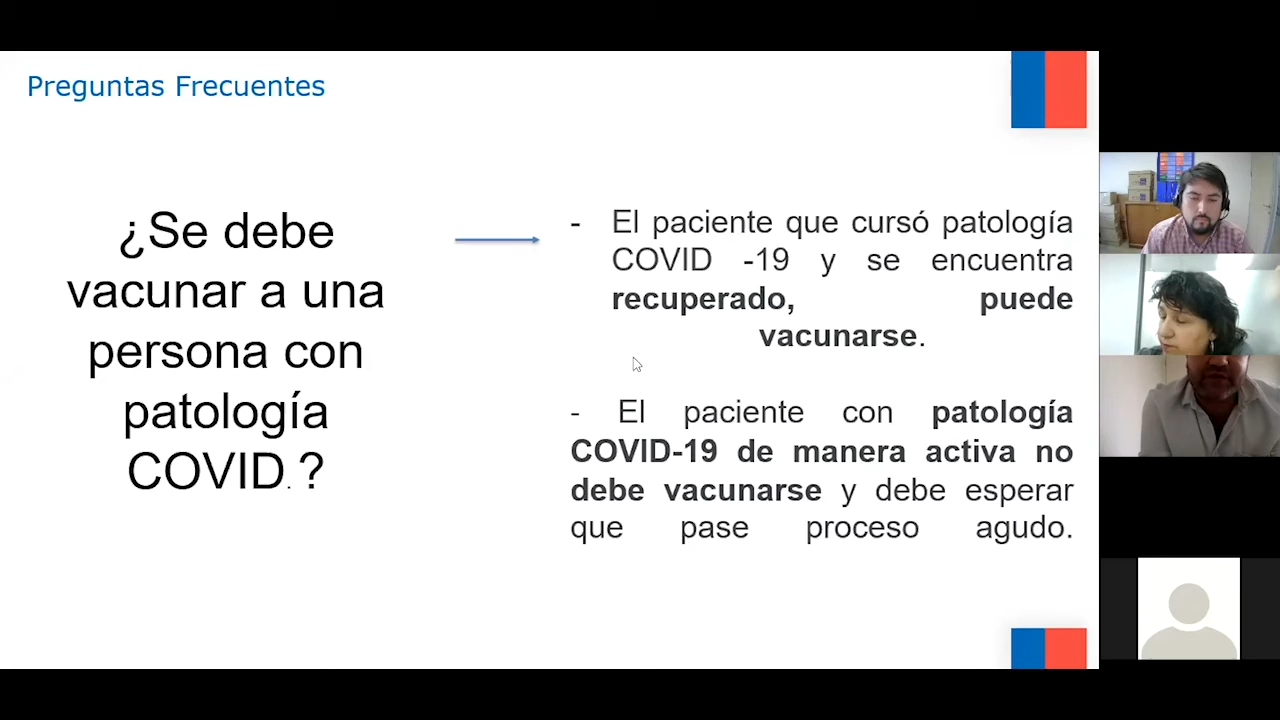 Preguntas Frecuentes
¿Se debe
vacunar a una
persona con
patología
COVID.?
- El paciente que cursó patología
COVID -19 y se encuentra
recuperado, puede
vacunarse.
- El paciente con patología
COVID-19 de manera activa no
debe vacunarse y debe esperar
que pase proceso agudo.